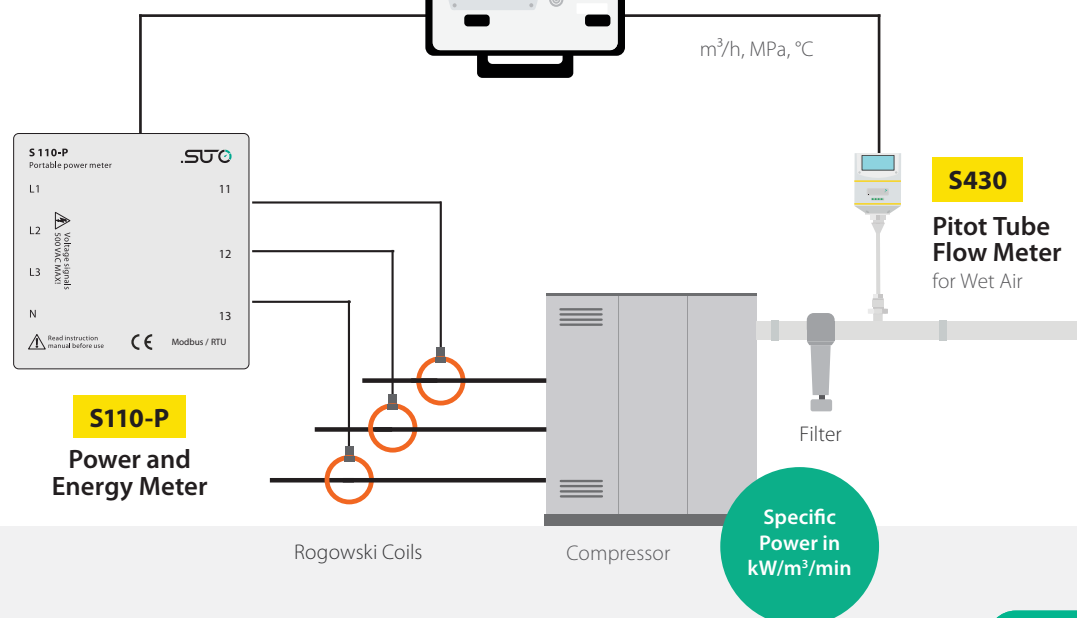 m³/h, MPa, °C
S 110-P
Portable power meter
.SUTO
L1
11
L2
Voltage signals
500 VAC MAX!
12
L3
N
13
Read instruction
manual before use
CE
Modbus / RTU
S430
Pitot Tube
Flow Meter
for Wet Air
S110-P
Power and
Energy Meter
Filter
Rogowski Coils
Compressor
Specific
Power in
kW/m³/min